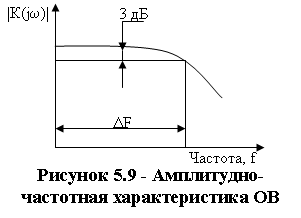 |K(jω)|
3 дБ
ΔF
Частота, f
Рисунок 5.9 - Амплитудно-
частотная характеристика ОВ